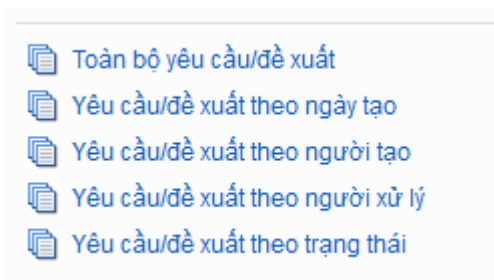 Toàn bộ yêu cầu/đề xuất
Yêu cầu/đề xuất theo ngày tạo
Yêu cầu/đề xuất theo người tạo
Yêu cầu/đề xuất theo người xử lý
Yêu cầu/đề xuất theo trạng thái